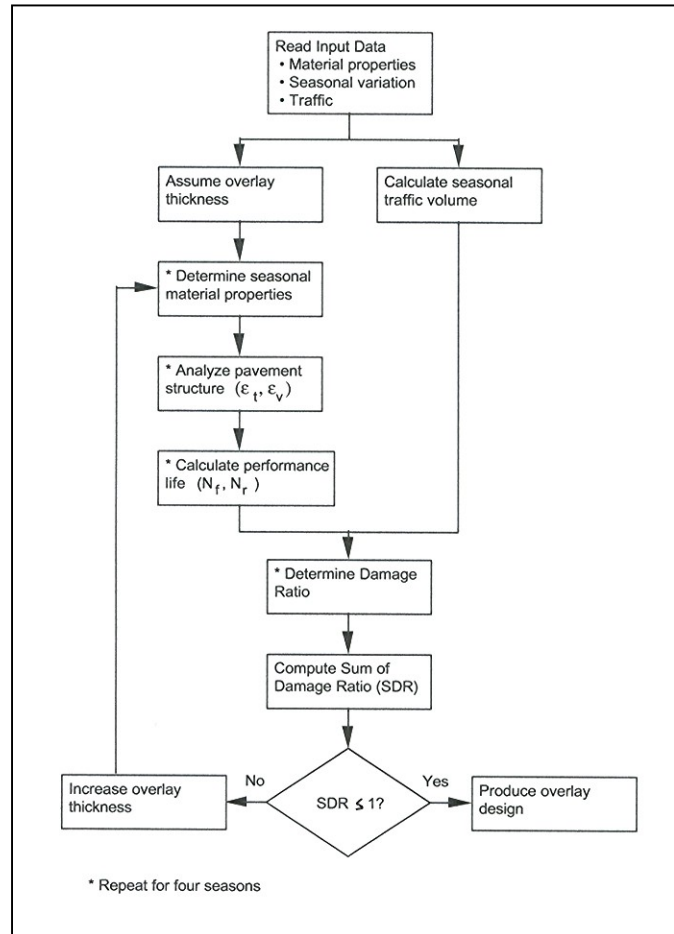 Read Input Data
• Material properties
• Seasonal variation
• Traffic
Assume overlay
thickness
Calculate seasonal
traffic volume
* Determine seasonal
material properties
* Analyze pavement
structure (εt, εv)
* Calculate performance
life (Nf, Nr)
* Determine Damage
Ratio
Compute Sum of
Damage Ratio (SDR)
Increase overlay
thickness
No
SDR ≤ 1?
Yes
Produce overlay
design
* Repeat for four seasons